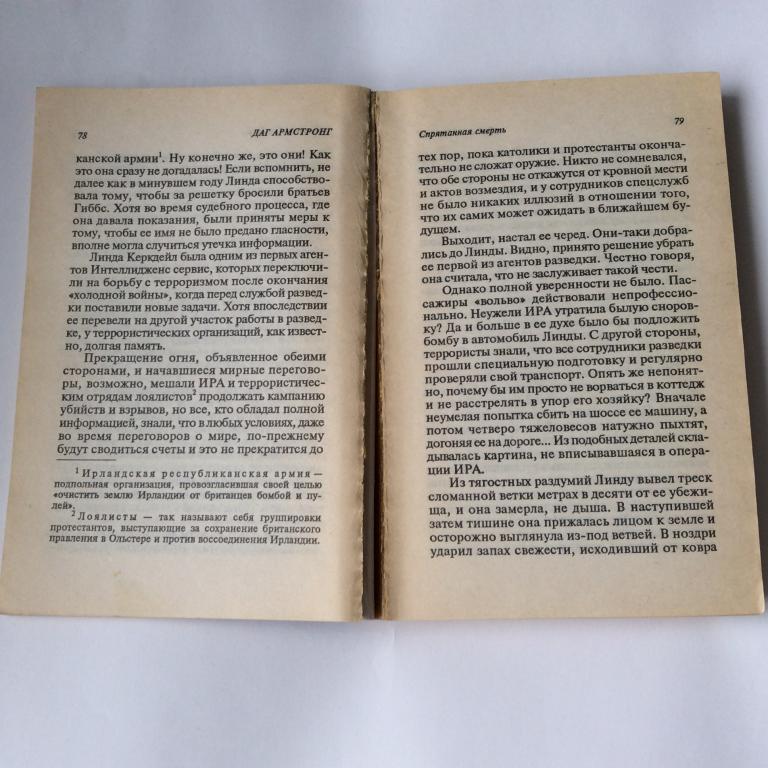 78
ДАГ АРМСТРОНГ
канской армии¹. Ну конечно же, это они! Как
это она сразу не догадалась! Если вспомнить, не
далее как в минувшем году Линда способство-
вала тому, чтобы за решетку бросили братьев
Гиббс. Хотя во время судебного процесса, где
она давала показания, были приняты меры к
тому, чтобы ее имя не было предано гласности,
вполне могла случиться утечка информации.
Линда Керкдейл была одним из первых аген-
тов Интеллидженс сервис, которых переключи-
ли на борьбу с терроризмом после окончания
«холодной войны», когда перед службой развед-
ки поставили новые задачи. Хотя впоследствии
ее перевели на другой участок работы в развед-
ке, у террористических организаций, как извест-
но, долгая память.
Прекращение огня, объявленное обеими
сторонами, и начавшиеся мирные перегово-
ры, возможно, мешали ИРА и террористичес-
ким отрядам лоялистов² продолжать кампанию
убийств и взрывов, но все, кто обладал полной
информацией, знали, что в любых условиях, даже
во время переговоров о мире, по-прежнему
будут сводиться счеты и это не прекратится до
¹ Ирландская республиканская армия —
подпольная организация, провозгласившая своей целью
«очистить землю Ирландии от британцев бомбой и пу-
лей».
² Лоялисты — так называют себя группировки
протестантов, выступающие за сохранение британского
правления в Ольстере и против воссоединения Ирландии.
Спрятанная смерть
79
тех пор, пока католики и протестанты оконча-
тельно не сложат оружие. Никто не сомневался,
что обе стороны не откажутся от кровной мести
и актов возмездия, и у сотрудников спецслужб
не было никаких иллюзий в отношении того,
что их самих может ожидать в ближайшем бу-
дущем.
Выходит, настал ее черед. Они-таки добра-
лись до Линды. Видно, принято решение убрать
ее первой из агентов разведки. Честно говоря,
она считала, что не заслуживает такой чести.
Однако полной уверенности не было. Пас-
сажиры «вольво» действовали непрофессио-
нально. Неужели ИРА утратила былую сноров-
ку? Да и больше в ее духе было бы подложить
бомбу в автомобиль Линды. С другой стороны,
террористы знали, что все сотрудники разведки
прошли специальную подготовку и регулярно
проверяли свой транспорт. Опять же непонят-
но, почему бы им просто не ворваться в коттедж
и не расстрелять в упор его хозяйку? Вначале
неумелая попытка сбить на шоссе ее машину, а
потом четверо тяжеловесов натужно пыхтят,
догоняя ее на дороге... Из подобных деталей скла-
дывалась картина, не вписывавшаяся в опера-
ции ИРА.
Из тягостных раздумий Линду вывел треск
сломанной ветки метрах в десяти от ее убежи-
ща, и она замерла, не дыша. В наступившей
затем тишине она прижалась лицом к земле и
осторожно выглянула из-под ветвей. В ноздри
ударил запах свежести, исходивший от ковра